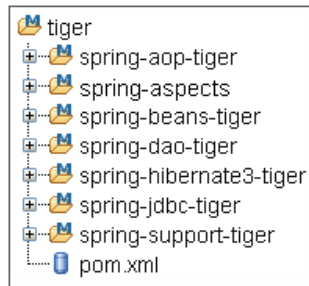 tiger
spring-aop-tiger
spring-aspects
spring-beans-tiger
spring-dao-tiger
spring-hibernate3-tiger
spring-jdbc-tiger
spring-support-tiger
pom.xml